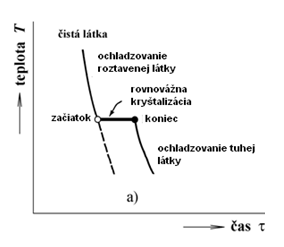 teplota T
čistá látka
ochladzovanie
roztavenej látky
rovnovážna
kryštalizácia
začiatok
koniec
ochladzovanie tuhej
látky
a)
čas τ